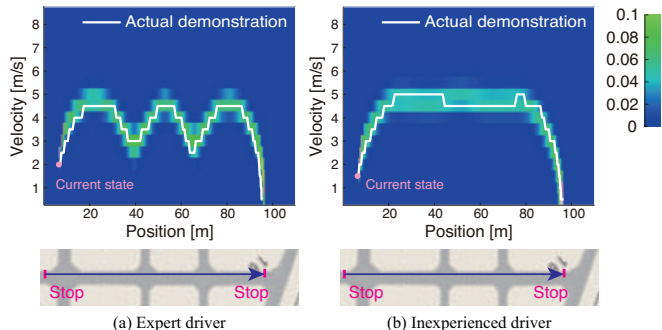 Actual demonstration
Actual demonstration
0.1
0.08
0.06
0.04
0.02
0
Velocity [m/s]
8
7
6
5
4
3
2
1
Current state
20 40 60 80 100
Position [m]
Velocity [m/s]
8
7
6
5
4
3
2
1
Current state
20 40 60 80 100
Position [m]
Stop Stop
Stop Stop
(a) Expert driver
(b) Inexperienced driver